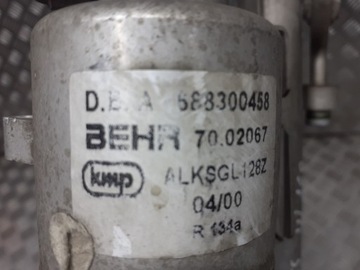 D.B. A 688300458
BEHR 70.02067
kmp ALKSGL128Z
04/00
R 134a